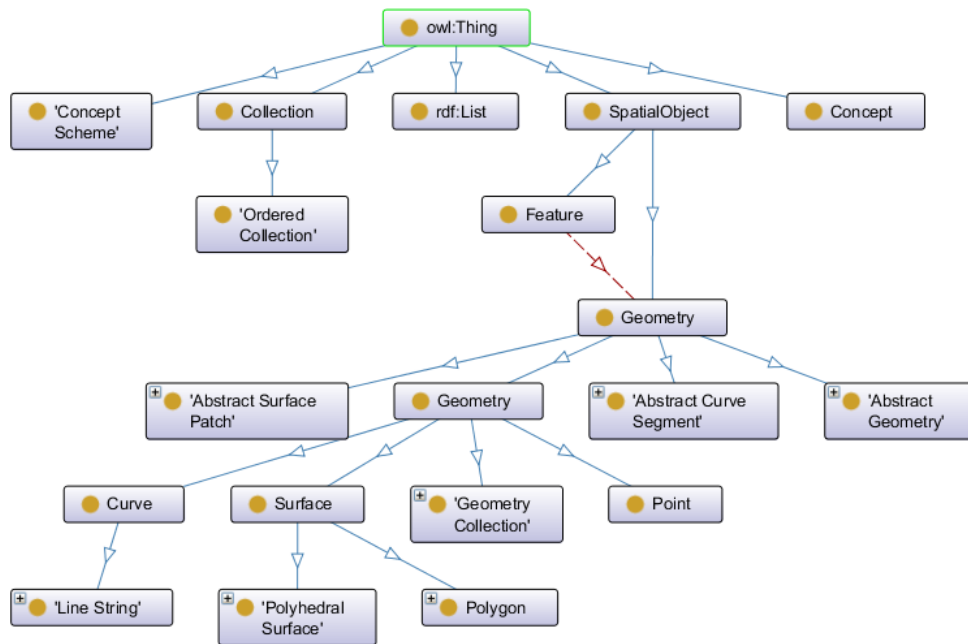 owl:Thing
'Concept
Scheme'
Collection
rdf:List
SpatialObject
Concept
'Ordered
Collection'
Feature
Geometry
'Abstract Surface
Patch'
Geometry
'Abstract Curve
Segment'
'Abstract
Geometry'
Curve
Surface
'Geometry
Collection'
Point
'Line String'
'Polyhedral
Surface'
Polygon